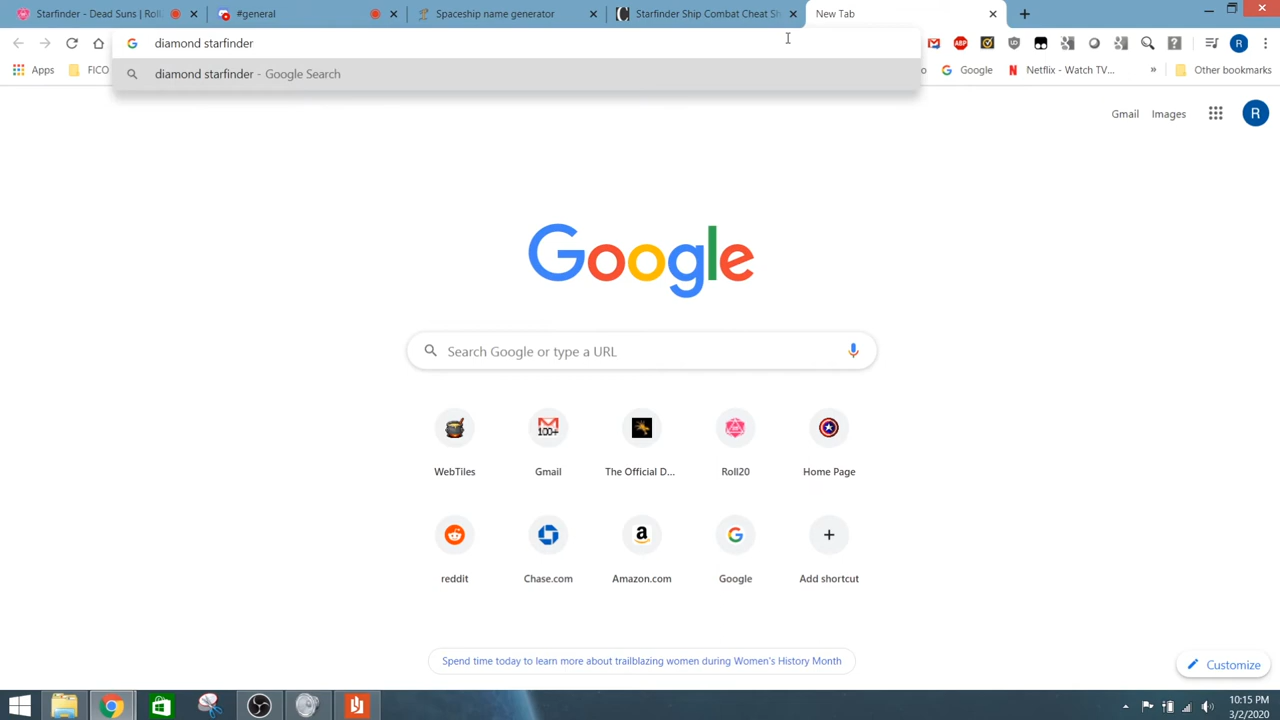 Starfinder - Dead Suns | Roll
#general
Spaceship name generator
Starfinder Ship Combat Cheat Sh
New Tab
diamond starfinder
diamond starfinder - Google Search
Apps
FICO
Google
Netflix - Watch TV...
»
Other bookmarks
Gmail
Images
R
Google
Search Google or type a URL
WebTiles
Gmail
The Official D...
Roll20
Home Page
reddit
Chase.com
Amazon.com
Google
Add shortcut
Spend time today to learn more about trailblazing women during Women's History Month
Customize
10:15 PM
3/2/2020